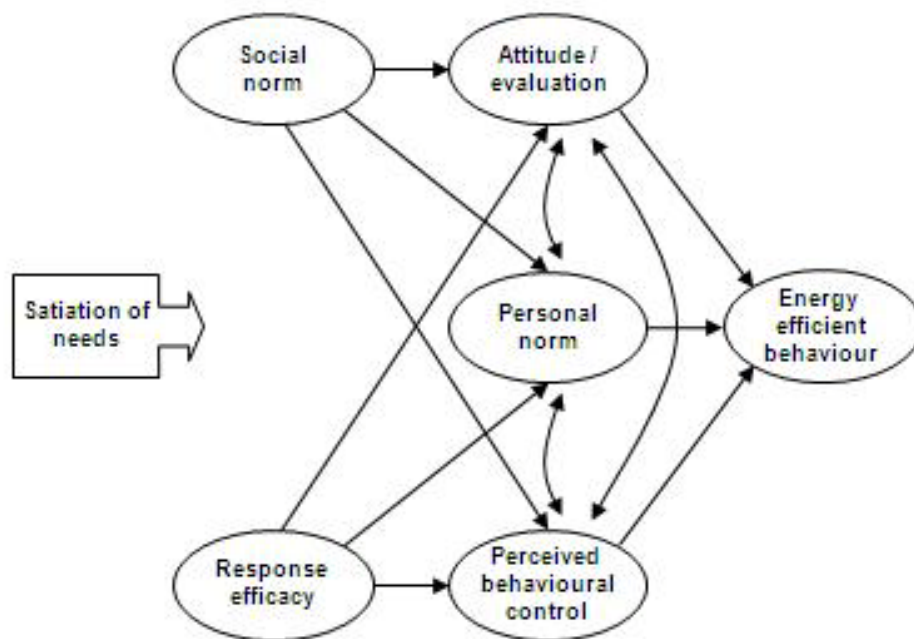 Social
norm
Attitude /
evaluation
Satiation of
needs
Personal
norm
Energy
efficient
behaviour
Response
efficacy
Perceived
behavioural
control